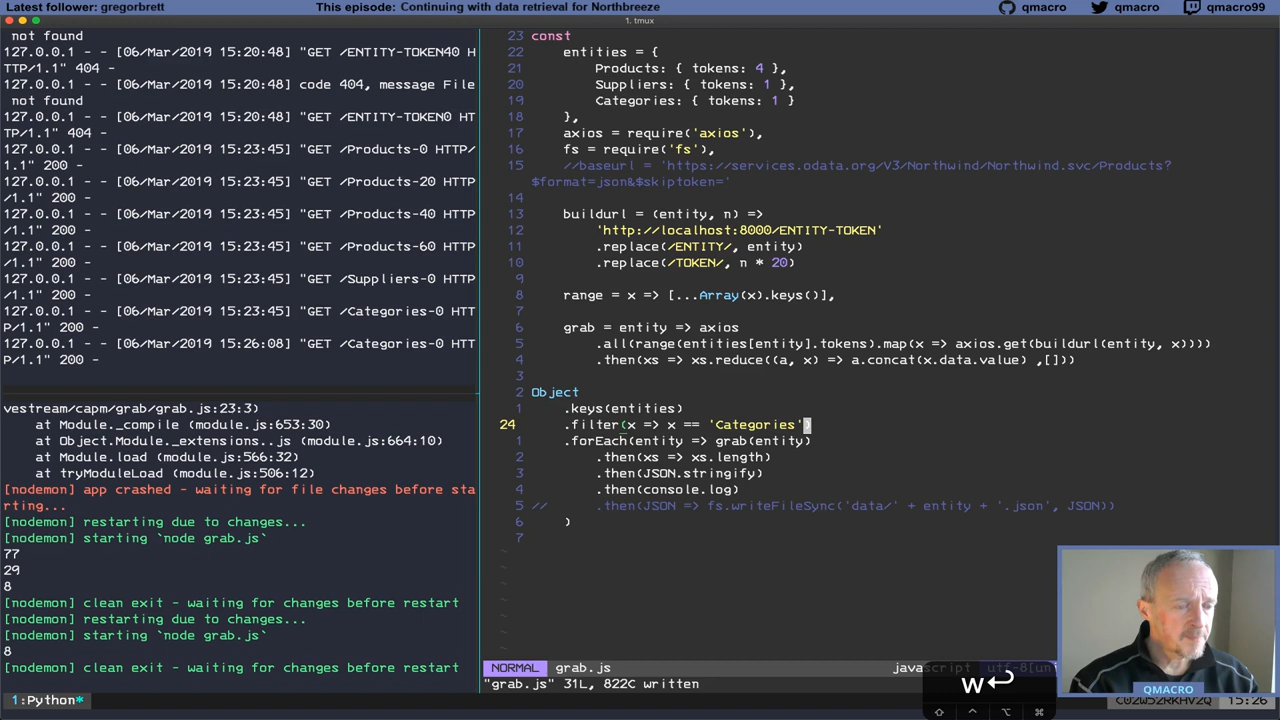 Latest follower: gregorbrett
This episode: Continuing with data retrieval for Northbreeze
qmacro
qmacro
qmacro99
1. tmux
not found
127.0.0.1 - - [06/Mar/2019 15:20:48] "GET /ENTITY-TOKEN40 H
TTP/1.1" 404 -
127.0.0.1 - - [06/Mar/2019 15:20:48] code 404, message File
not found
127.0.0.1 - - [06/Mar/2019 15:20:48] "GET /ENTITY-TOKEN0 HT
TP/1.1" 404 -
127.0.0.1 - - [06/Mar/2019 15:23:45] "GET /Products-0 HTTP/
1.1" 200 -
127.0.0.1 - - [06/Mar/2019 15:23:45] "GET /Products-20 HTTP
/1.1" 200 -
127.0.0.1 - - [06/Mar/2019 15:23:45] "GET /Products-40 HTTP
/1.1" 200 -
127.0.0.1 - - [06/Mar/2019 15:23:45] "GET /Products-60 HTTP
/1.1" 200 -
127.0.0.1 - - [06/Mar/2019 15:23:45] "GET /Suppliers-0 HTTP
/1.1" 200 -
127.0.0.1 - - [06/Mar/2019 15:23:45] "GET /Categories-0 HTT
P/1.1" 200 -
127.0.0.1 - - [06/Mar/2019 15:26:08] "GET /Categories-0 HTT
P/1.1" 200 -
vestream/capm/grab/grab.js:23:3)
at Module._compile (module.js:653:30)
at Object.Module._extensions..js (module.js:664:10)
at Module.load (module.js:566:32)
at tryModuleLoad (module.js:506:12)
[nodemon] app crashed - waiting for file changes before sta
rting...
[nodemon] restarting due to changes...
[nodemon] starting `node grab.js`
77
29
8
[nodemon] clean exit - waiting for changes before restart
[nodemon] restarting due to changes...
[nodemon] starting `node grab.js`
8
[nodemon] clean exit - waiting for changes before restart
23 const
22 entities = {
21 Products: { tokens: 4 },
20 Suppliers: { tokens: 1 },
19 Categories: { tokens: 1 }
18 },
17 axios = require('axios'),
16 fs = require('fs'),
15 //baseurl = 'https://services.odata.org/V3/Northwind/Northwind.svc/Products?
$format=json&$skiptoken='
14
13 buildurl = (entity, n) =>
12 'http://localhost:8000/ENTITY-TOKEN'
11 .replace(/ENTITY/, entity)
10 .replace(/TOKEN/, n * 20)
9
8 range = x => [...Array(x).keys()],
7
6 grab = entity => axios
5 .all(range(entities[entity].tokens).map(x => axios.get(buildurl(entity, x))))
4 .then(xs => xs.reduce((a, x) => a.concat(x.data.value) ,[]))
3
2 Object
1 .keys(entities)
24 .filter(x => x == 'Categories')
1 .forEach(entity => grab(entity)
2 .then(xs => xs.length)
3 .then(JSON.stringify)
4 .then(console.log)
5 // .then(JSON => fs.writeFileSync('data/' + entity + '.json', JSON))
6 )
7
~
~
~
~
~
~
~
NORMAL grab.js javascript utf-8[uni
"grab.js" 31L, 822C written
w⏎
⇧ ^ ⌥ ⌘
QMACRO
1:Python*
C02W52RKHV2Q 15:26